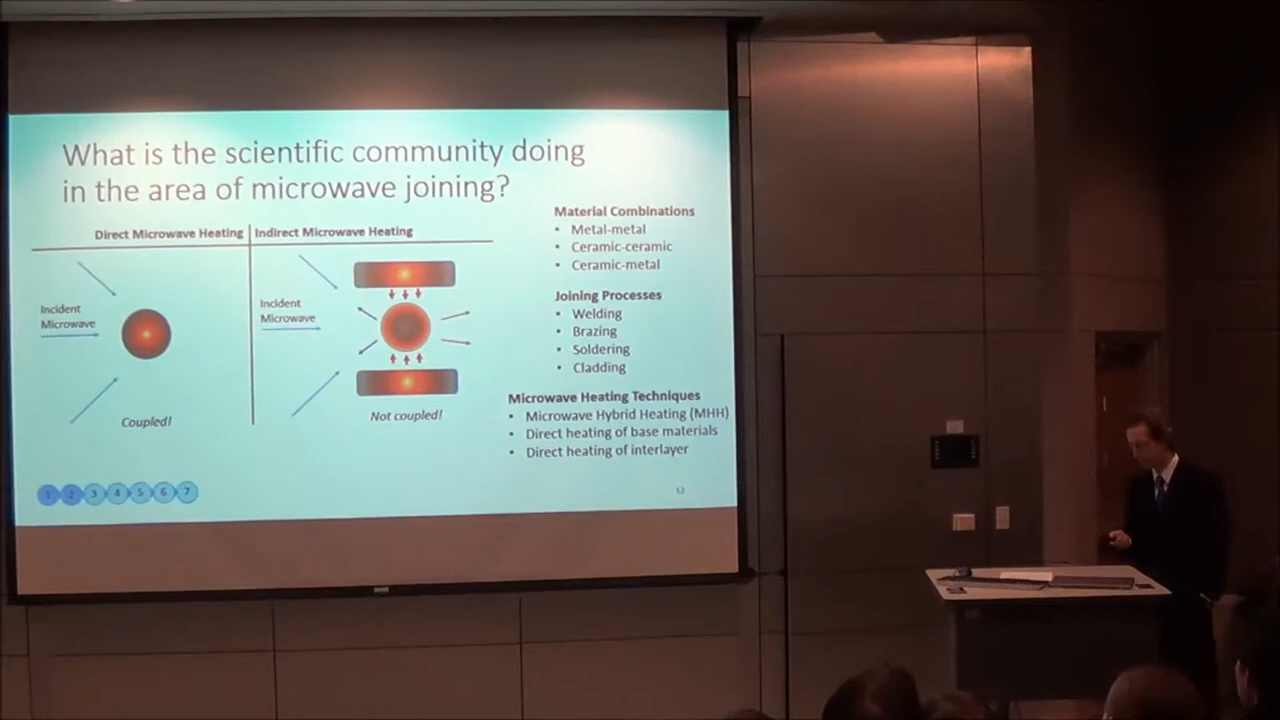 What is the scientific community doing
in the area of microwave joining?
Direct Microwave Heating
Indirect Microwave Heating
Incident
Microwave
Coupled!
Incident
Microwave
Not coupled!
Material Combinations
• Metal-metal
• Ceramic-ceramic
• Ceramic-metal
Joining Processes
• Welding
• Brazing
• Soldering
• Cladding
Microwave Heating Techniques
• Microwave Hybrid Heating (MHH)
• Direct heating of base materials
• Direct heating of interlayer
1 2 3 4 5 6 7